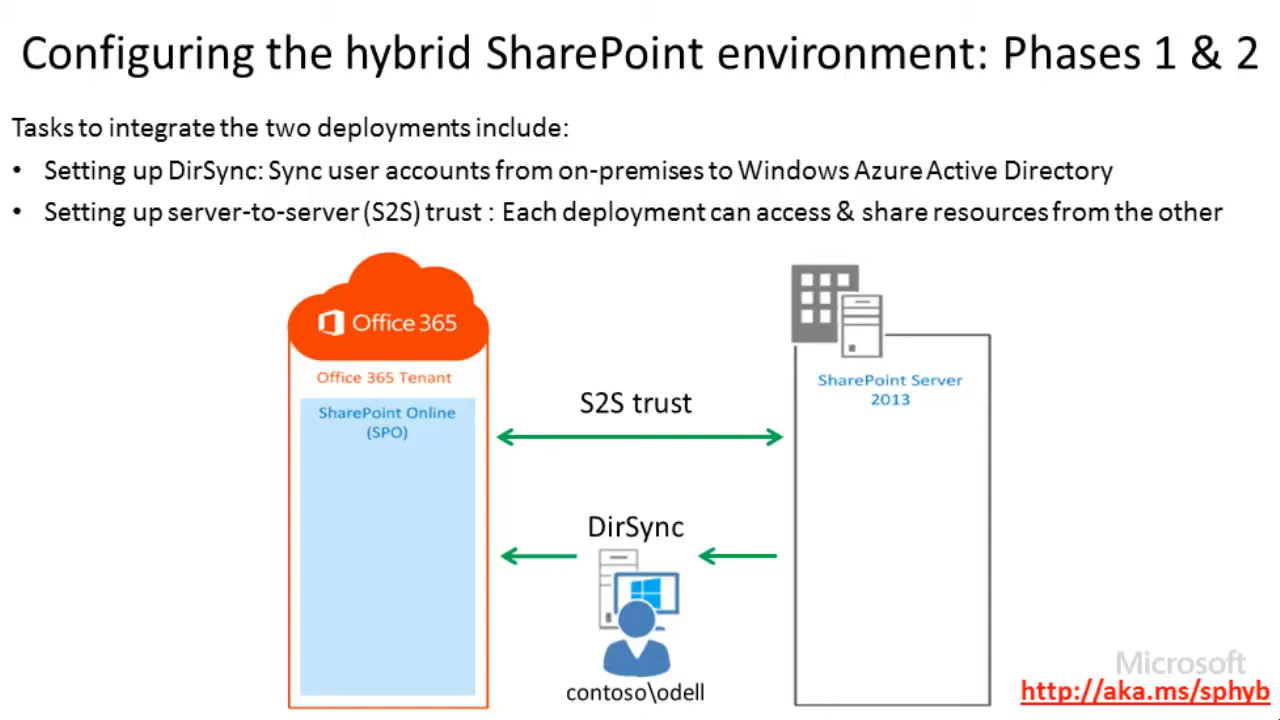 Configuring the hybrid SharePoint environment: Phases 1 & 2
Tasks to integrate the two deployments include:
• Setting up DirSync: Sync user accounts from on-premises to Windows Azure Active Directory
• Setting up server-to-server (S2S) trust : Each deployment can access & share resources from the other
Office 365
Office 365 Tenant
SharePoint Online
(SPO)
S2S trust
SharePoint Server
2013
DirSync
contoso\odell
Microsoft
http://aka.ms/sphyb